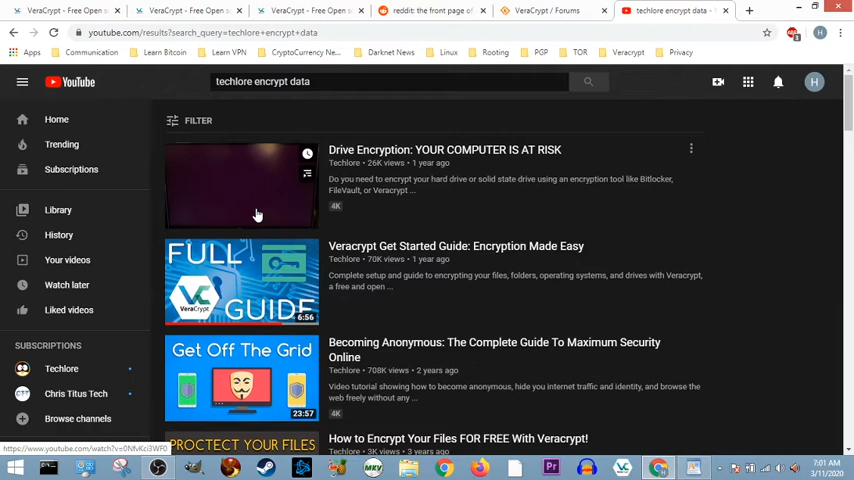 VeraCrypt - Free Open s
VeraCrypt - Free Open so
VeraCrypt - Free Open so
reddit: the front page of
VeraCrypt / Forums
techlore encrypt data -
youtube.com/results?search_query=techlore+encrypt+data
Apps
Communication
Learn Bitcoin
Learn VPN
CryptoCurrency Ne...
Darknet News
Linux
Rooting
PGP
TOR
Veracrypt
Privacy
YouTube
techlore encrypt data
H
Home
Trending
Subscriptions
Library
History
Your videos
Watch later
Liked videos
SUBSCRIPTIONS
Techlore
Chris Titus Tech
Browse channels
FILTER
Drive Encryption: YOUR COMPUTER IS AT RISK
Techlore • 26K views • 1 year ago
Do you need to encrypt your hard drive or solid state drive using an encryption tool like Bitlocker,
FileVault, or Veracrypt ...
4K
FULL
GUIDE
VeraCrypt
6:56
Veracrypt Get Started Guide: Encryption Made Easy
Techlore • 70K views • 1 year ago
Complete setup and guide to encrypting your files, folders, operating systems, and drives with Veracrypt,
a free and open ...
Get Off The Grid
23:57
Becoming Anonymous: The Complete Guide To Maximum Security
Online
Techlore • 708K views • 2 years ago
Video tutorial showing how to become anonymous, hide you internet traffic and identity, and browse the
web freely without any ...
4K
PROCTECT YOUR FILES
How to Encrypt Your Files FOR FREE With Veracrypt!
Techlore • 3K views • 3 years ago
7:01 AM
3/11/2020